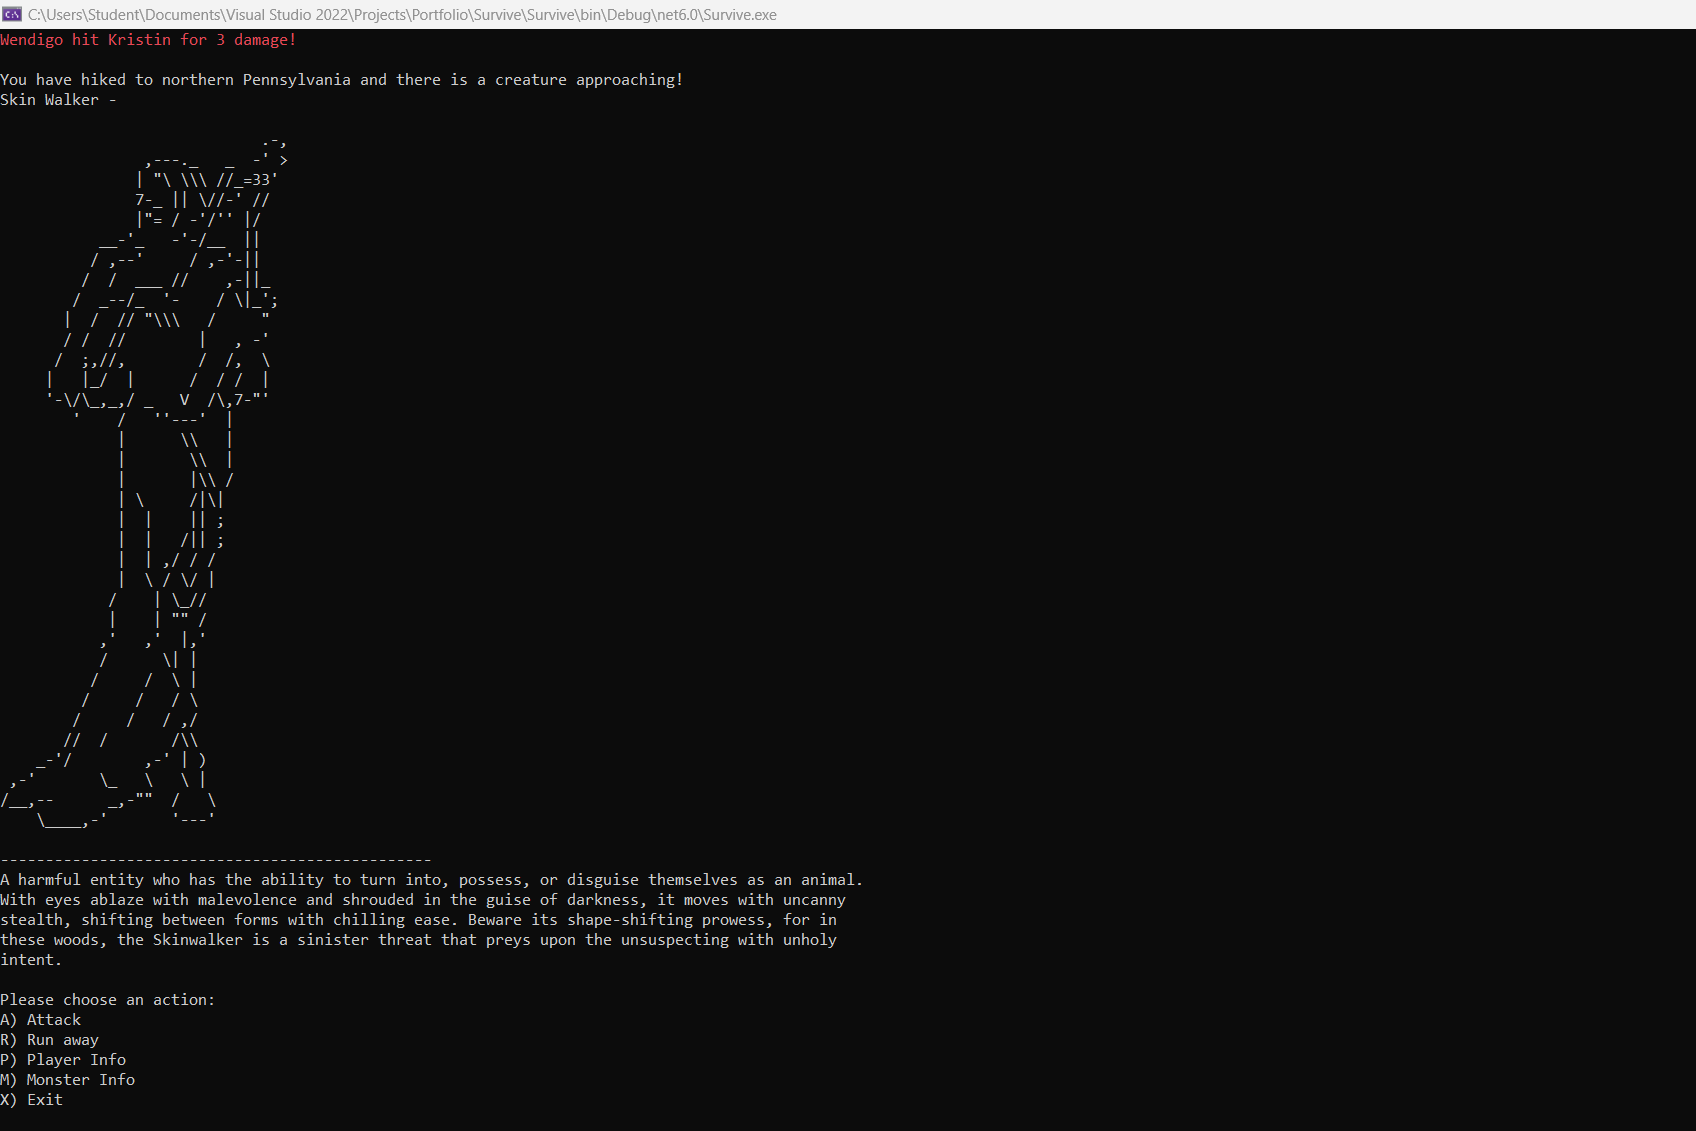 C:\Users\Student\Documents\Visual Studio 2022\Projects\Portfolio\Survive\Survive\bin\Debug\net6.0\Survive.exe
Wendigo hit Kristin for 3 damage!
You have hiked to northern Pennsylvania and there is a creature approaching!
Skin Walker -
------------------------------------------------
A harmful entity who has the ability to turn into, possess, or disguise themselves as an animal.
With eyes ablaze with malevolence and shrouded in the guise of darkness, it moves with uncanny
stealth, shifting between forms with chilling ease. Beware its shape-shifting prowess, for in
these woods, the Skinwalker is a sinister threat that preys upon the unsuspecting with unholy
intent.
Please choose an action:
A) Attack
R) Run away
P) Player Info
M) Monster Info
X) Exit